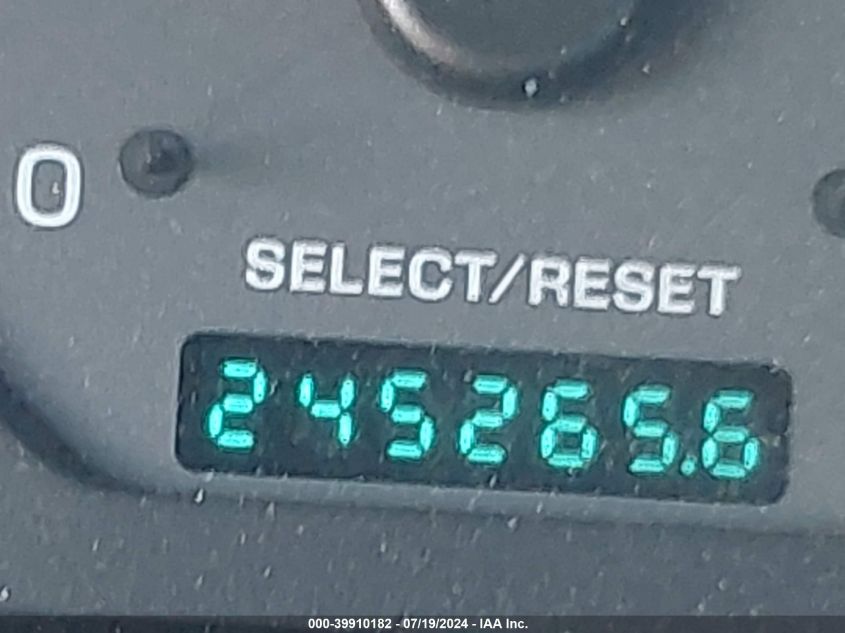 0
SELECT/RESET
245265.6
000-39910182 - 07/19/2024 - IAA Inc.